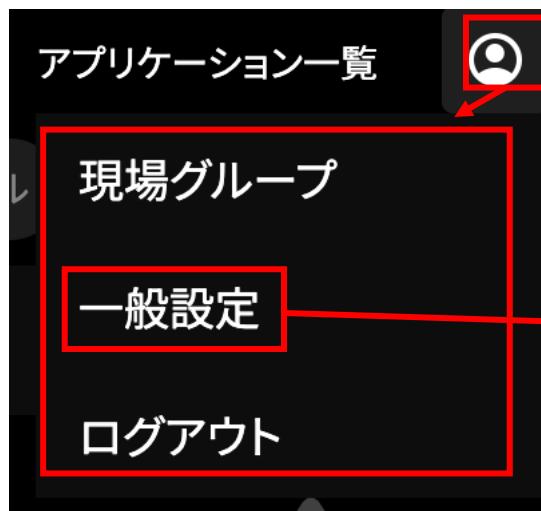 アプリケーション一覧
ル
現場グループ
一般設定
ログアウト